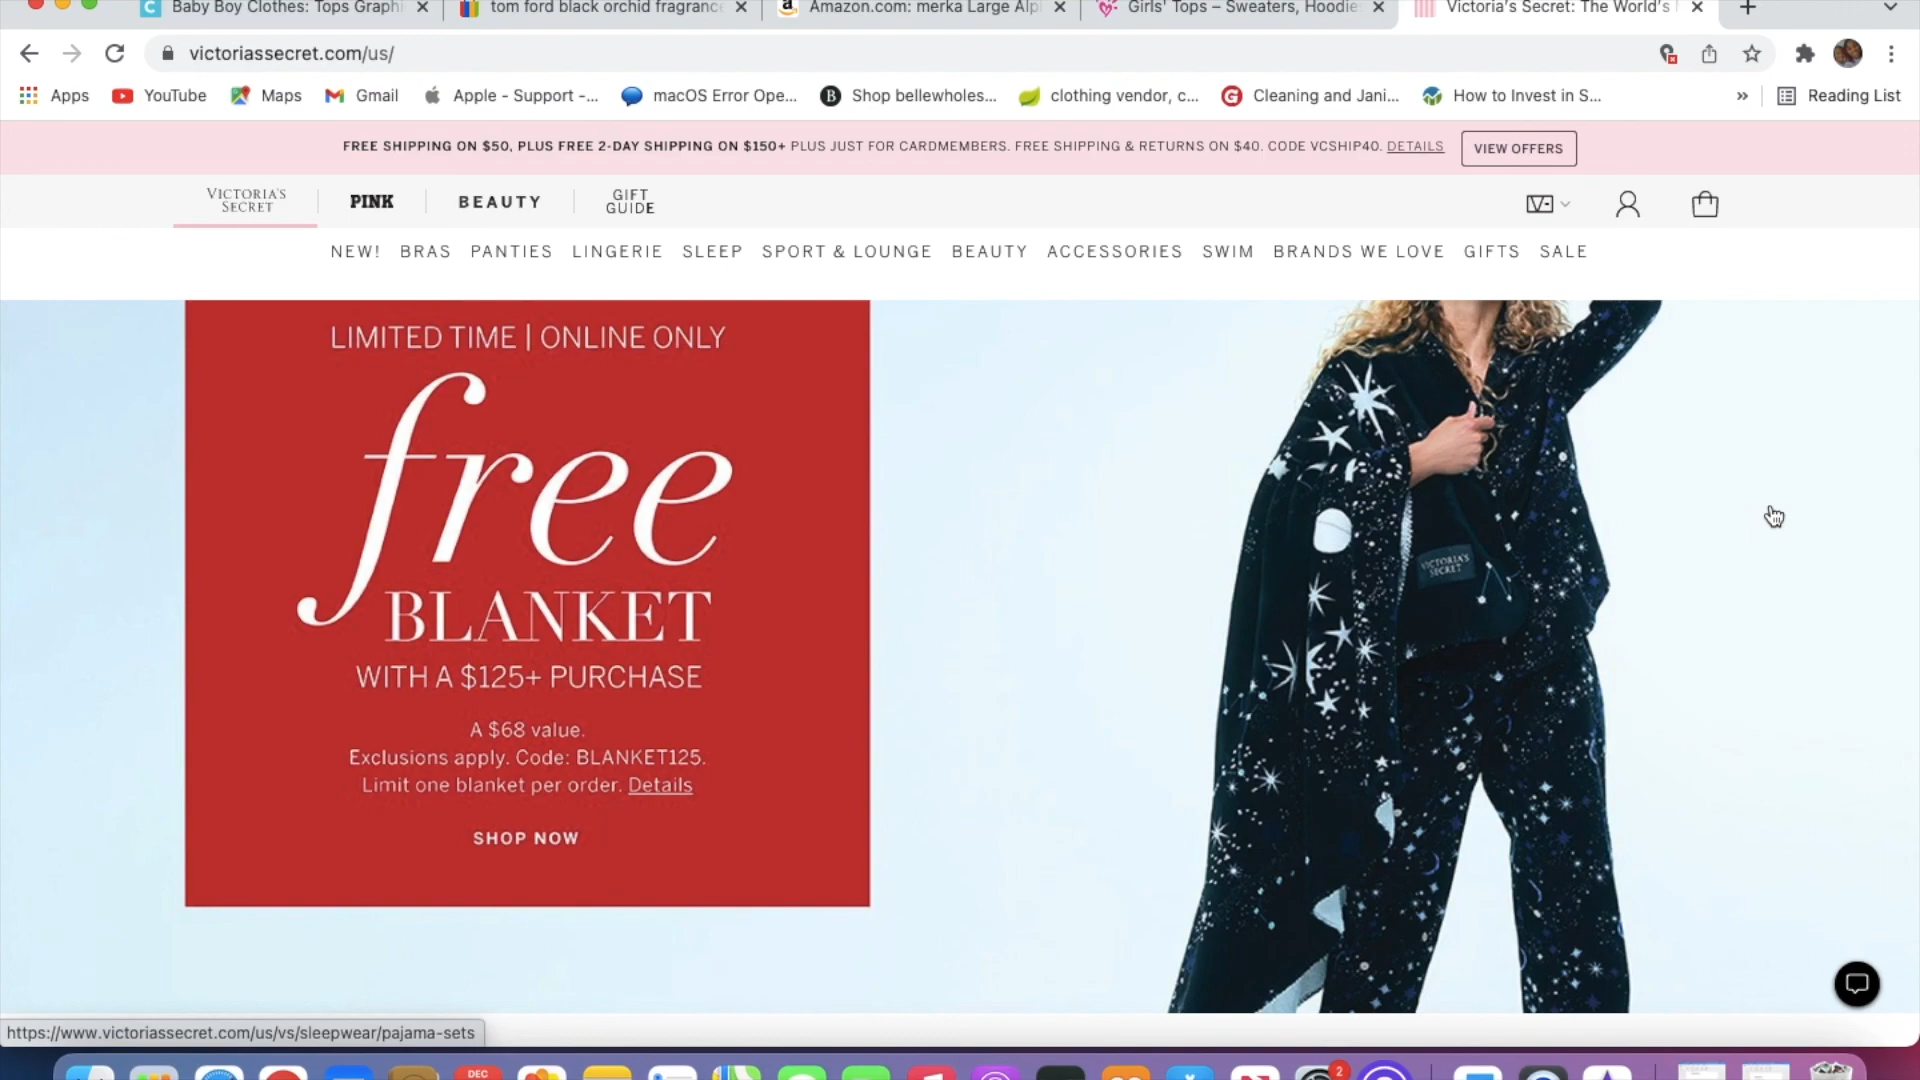 Baby Boy Clothes: Tops Graphi
tom ford black orchid fragranc
Amazon.com: merka Large Alp
Girls' Tops – Sweaters, Hoodie
Victoria's Secret: The World's
victoriassecret.com/us/
Apps
YouTube
Maps
Gmail
Apple - Support -...
macOS Error Ope...
B
Shop bellewholes...
clothing vendor, c...
G
Cleaning and Jani...
How to Invest in S...
»
Reading List
FREE SHIPPING ON $50, PLUS FREE 2-DAY SHIPPING ON $150+ PLUS JUST FOR CARDMEMBERS. FREE SHIPPING & RETURNS ON $40. CODE VCSHIP40. DETAILS
VIEW OFFERS
VICTORIA'S
SECRET
PINK
BEAUTY
GIFT
GUIDE
NEW! BRAS PANTIES LINGERIE SLEEP SPORT & LOUNGE BEAUTY ACCESSORIES SWIM BRANDS WE LOVE GIFTS SALE
LIMITED TIME | ONLINE ONLY
free
BLANKET
WITH A $125+ PURCHASE
A $68 value.
Exclusions apply. Code: BLANKET125.
Limit one blanket per order. Details
SHOP NOW
VICTORIA'S
SECRET
https://www.victoriassecret.com/us/vs/sleepwear/pajama-sets
DEC
2